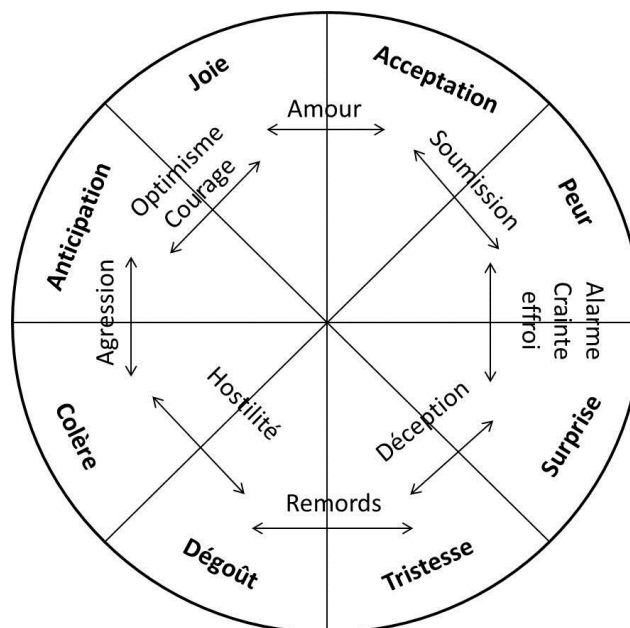 Joie
Acceptation
Amour
Optimisme
Courage
Soumission
Anticipation
Peur
Agression
Alarme
Crainte
effroi
Hostilité
Déception
Colère
Surprise
Remords
Dégoût
Tristesse